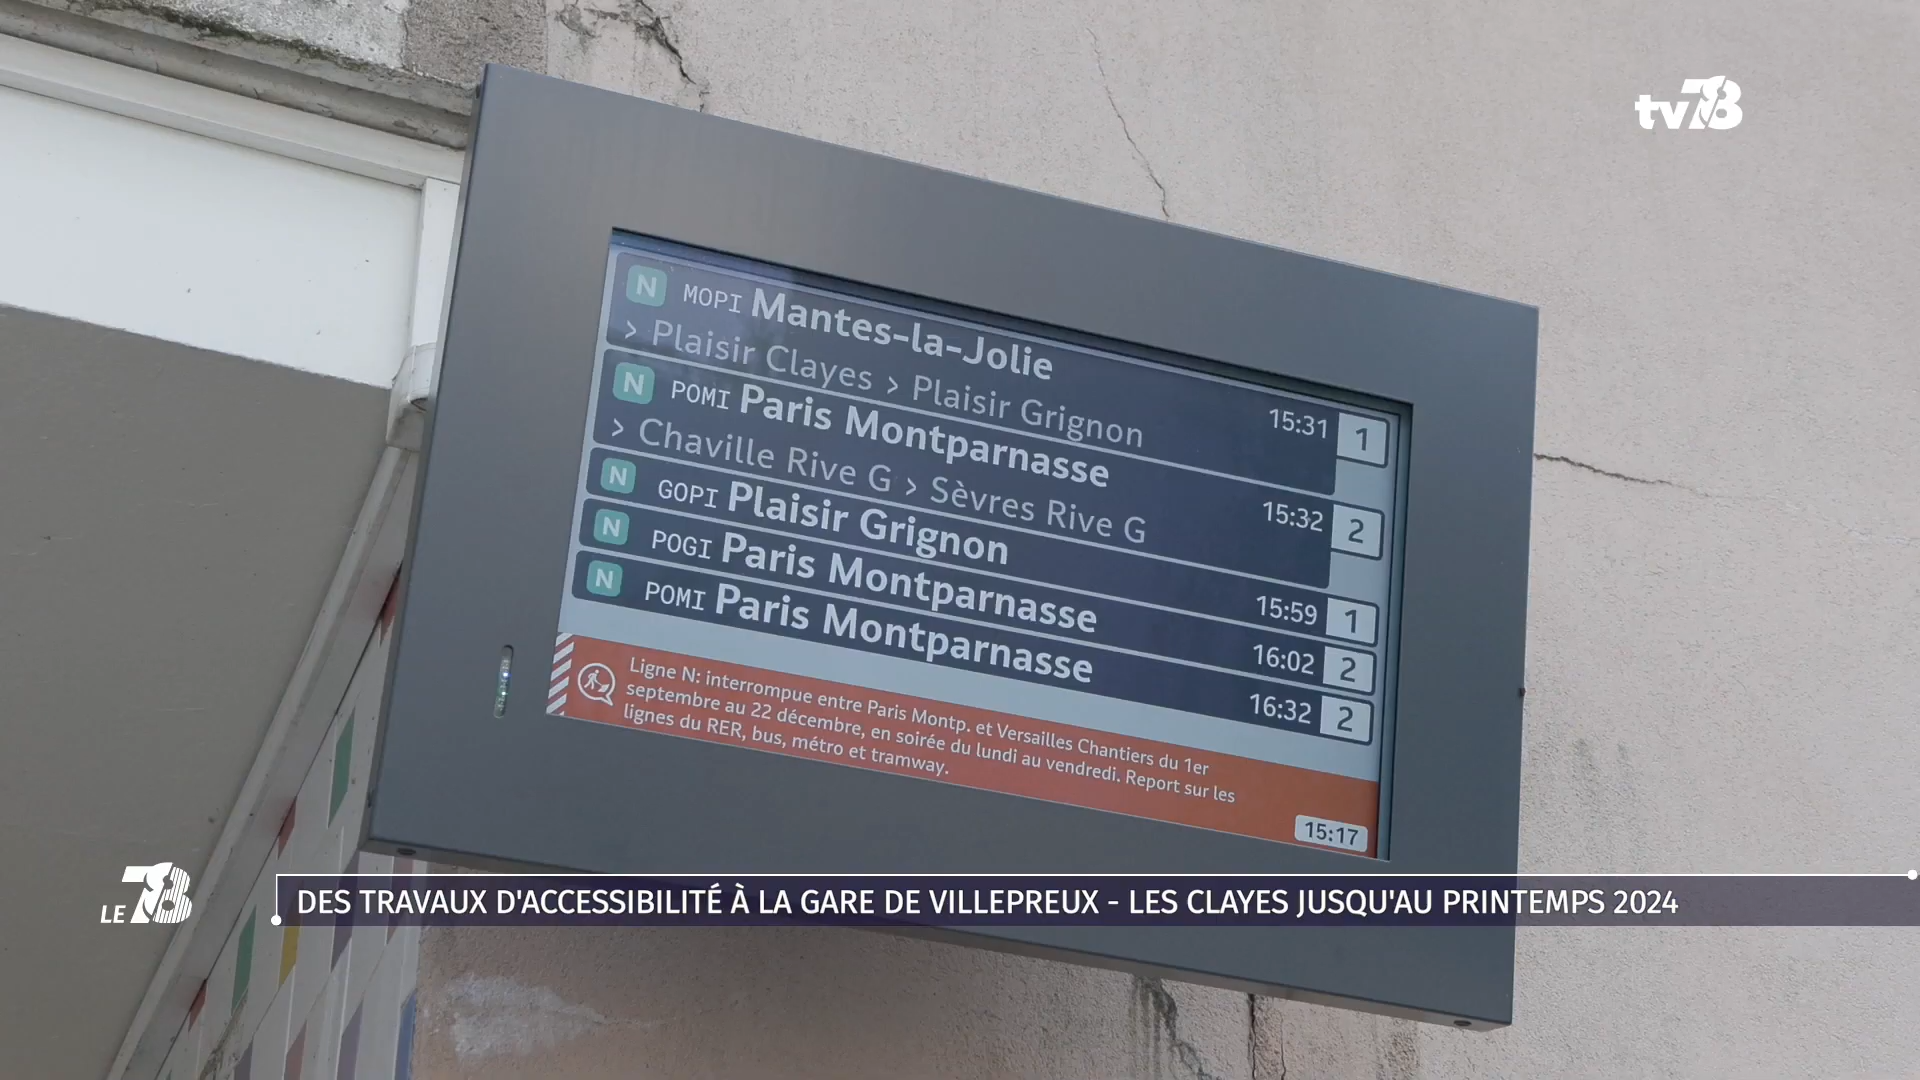 tv78
N MOPI Mantes-la-Jolie 15:31 1
> Plaisir Clayes > Plaisir Grignon
N POMI Paris Montparnasse 15:32 2
> Chaville Rive G > Sèvres Rive G
N GOPI Plaisir Grignon 15:59 1
N POGI Paris Montparnasse 16:02 2
N POMI Paris Montparnasse 16:32 2
Ligne N: interrompue entre Paris Montp. et Versailles Chantiers du 1er
septembre au 22 décembre, en soirée du lundi au vendredi. Report sur les
lignes du RER, bus, métro et tramway.
15:17
LE 78
DES TRAVAUX D'ACCESSIBILITÉ À LA GARE DE VILLEPREUX - LES CLAYES JUSQU'AU PRINTEMPS 2024